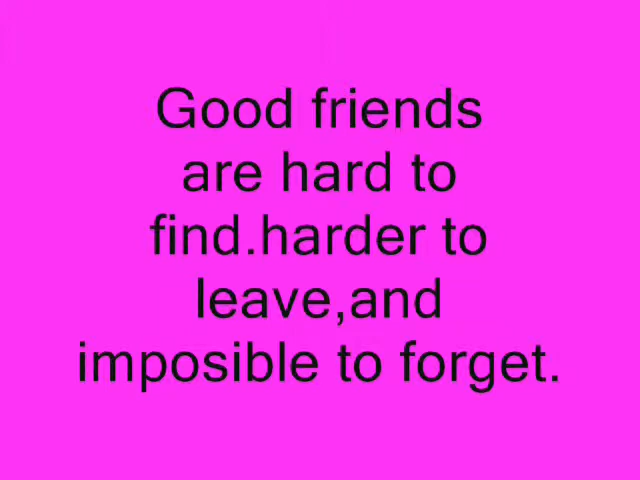 Good friends
are hard to
find.harder to
leave,and
imposible to forget.